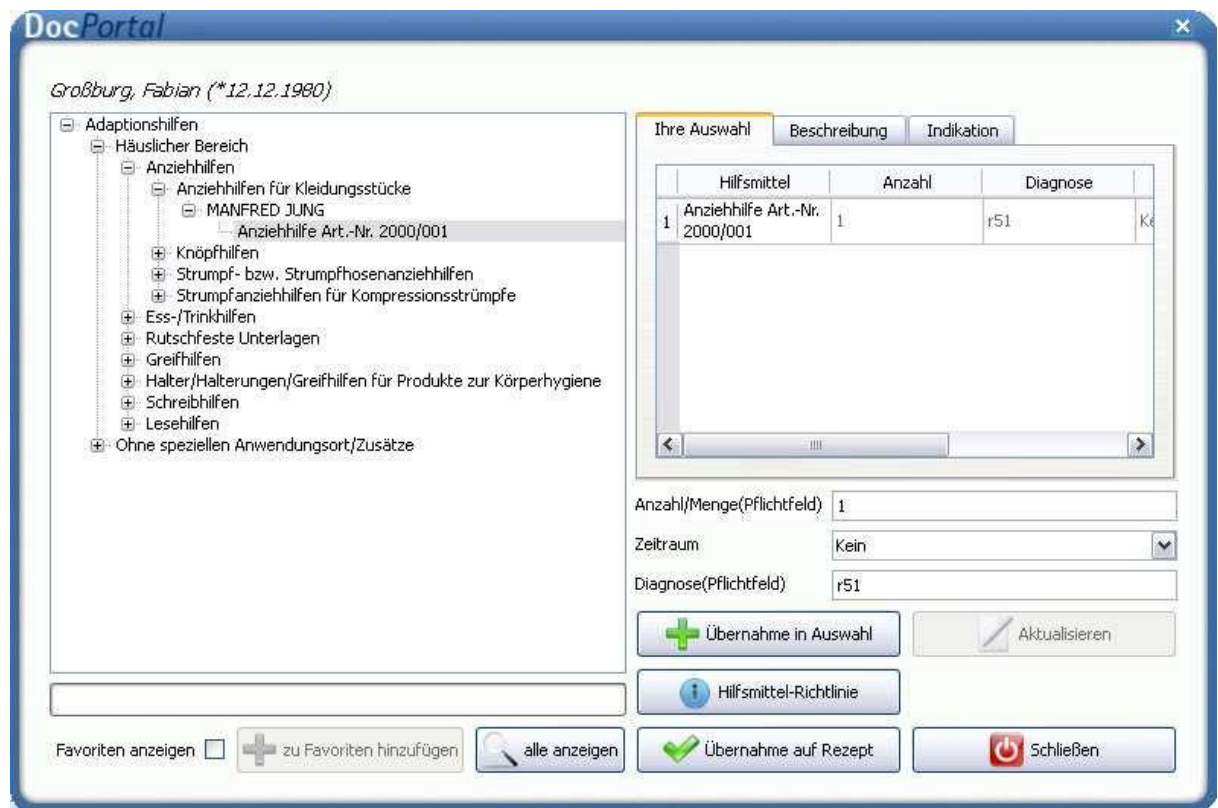 DocPortal
Großburg, Fabian (*12.12.1980)
Adaptionshilfen
Häuslicher Bereich
Anziehhilfen
Anziehhilfen für Kleidungsstücke
MANFRED JUNG
Anziehhilfe Art.-Nr. 2000/001
Knöpfhilfen
Strumpf- bzw. Strumpfhosenanziehhilfen
Strumpfanziehhilfen für Kompressionsstrümpfe
Ess-/Trinkhilfen
Rutschfeste Unterlagen
Greifhilfen
Halter/Halterungen/Greifhilfen für Produkte zur Körperhygiene
Schreibhilfen
Lesehilfen
Ohne speziellen Anwendungsort/Zusätze
Favoriten anzeigen
zu Favoriten hinzufügen
alle anzeigen
Ihre Auswahl Beschreibung Indikation
Hilfsmittel Anzahl Diagnose
1 Anziehhilfe Art.-Nr. 1 r51 Ke
2000/001
Anzahl/Menge(Pflichtfeld) 1
Zeitraum Kein
Diagnose(Pflichtfeld) r51
Übernahme in Auswahl Aktualisieren
Hilfsmittel-Richtlinie
Übernahme auf Rezept Schließen